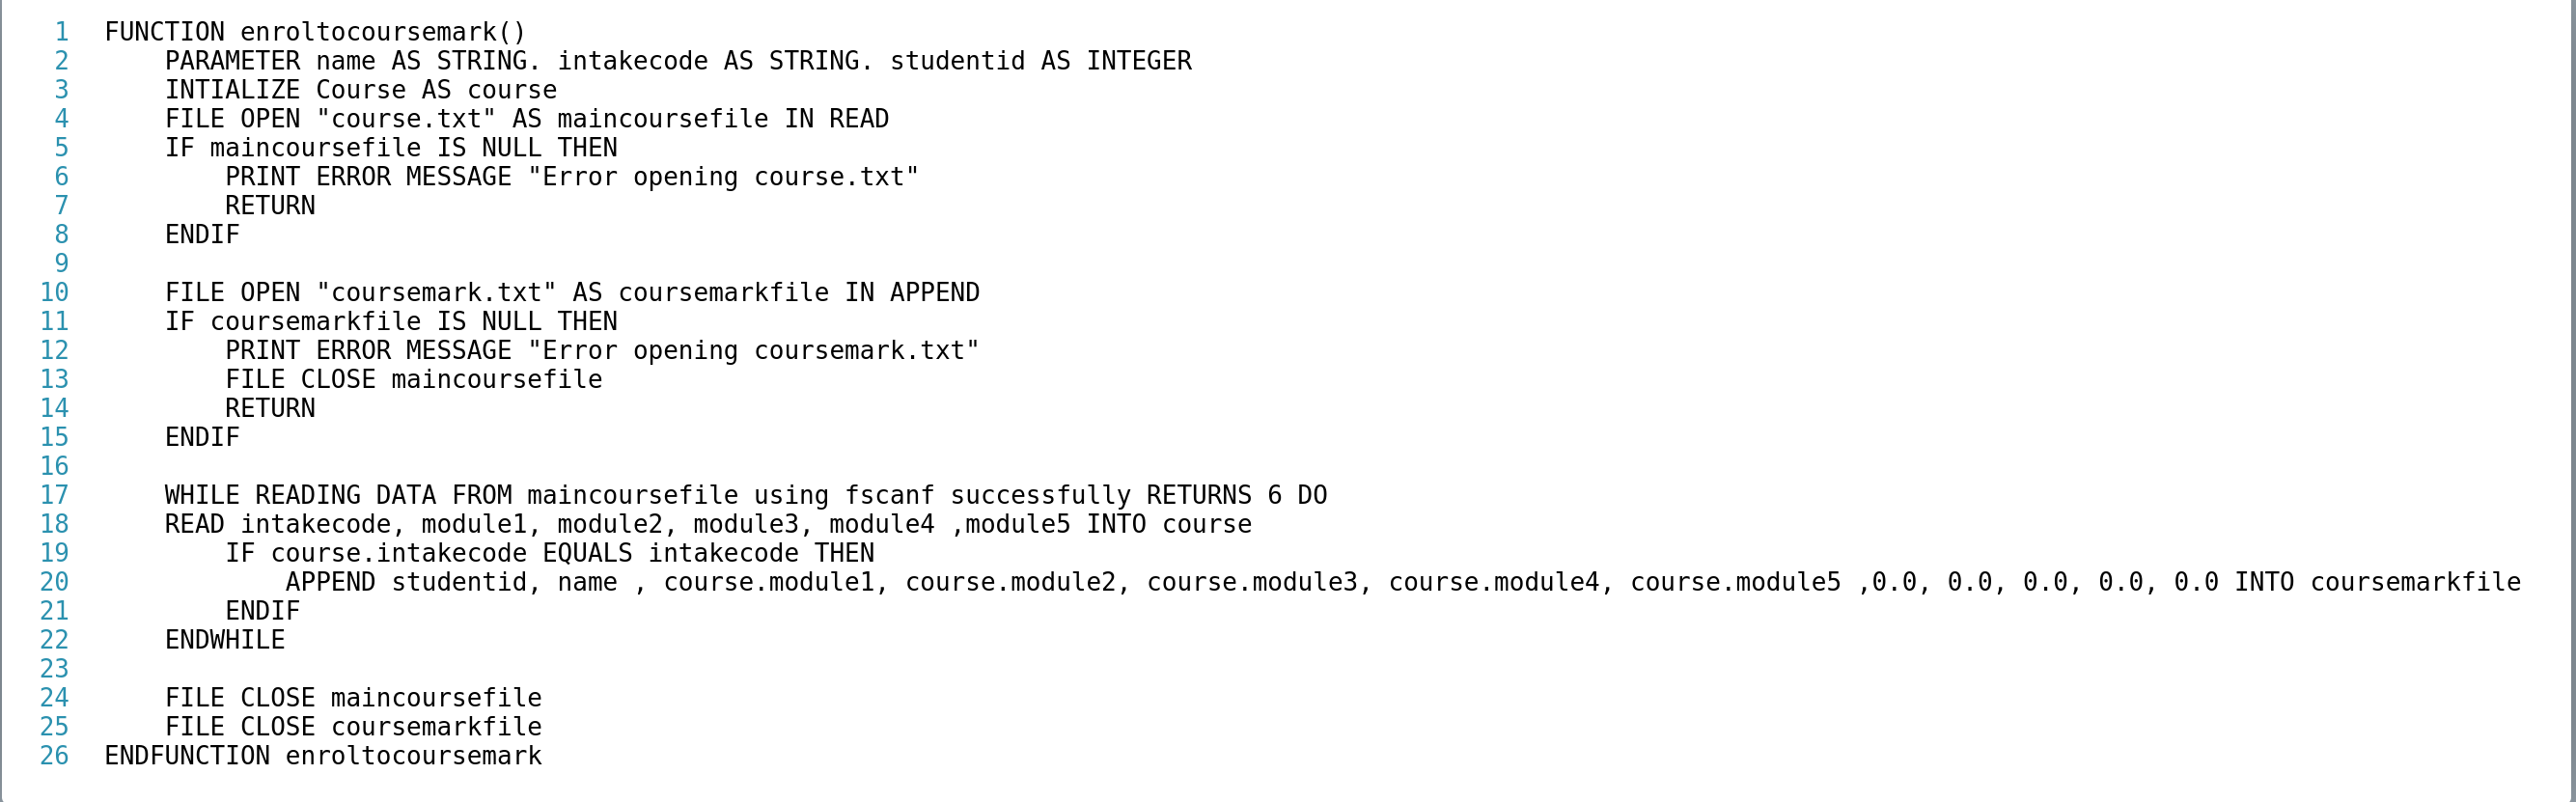 1 FUNCTION enroltocoursemark()
2 PARAMETER name AS STRING. intakecode AS STRING. studentid AS INTEGER
3 INTIALIZE Course AS course
4 FILE OPEN "course.txt" AS maincoursefile IN READ
5 IF maincoursefile IS NULL THEN
6 PRINT ERROR MESSAGE "Error opening course.txt"
7 RETURN
8 ENDIF
9
10 FILE OPEN "coursemark.txt" AS coursemarkfile IN APPEND
11 IF coursemarkfile IS NULL THEN
12 PRINT ERROR MESSAGE "Error opening coursemark.txt"
13 FILE CLOSE maincoursefile
14 RETURN
15 ENDIF
16
17 WHILE READING DATA FROM maincoursefile using fscanf successfully RETURNS 6 DO
18 READ intakecode, module1, module2, module3, module4 ,module5 INTO course
19 IF course.intakecode EQUALS intakecode THEN
20 APPEND studentid, name , course.module1, course.module2, course.module3, course.module4, course.module5 ,0.0, 0.0, 0.0, 0.0, 0.0 INTO coursemarkfile
21 ENDIF
22 ENDWHILE
23
24 FILE CLOSE maincoursefile
25 FILE CLOSE coursemarkfile
26 ENDFUNCTION enroltocoursemark